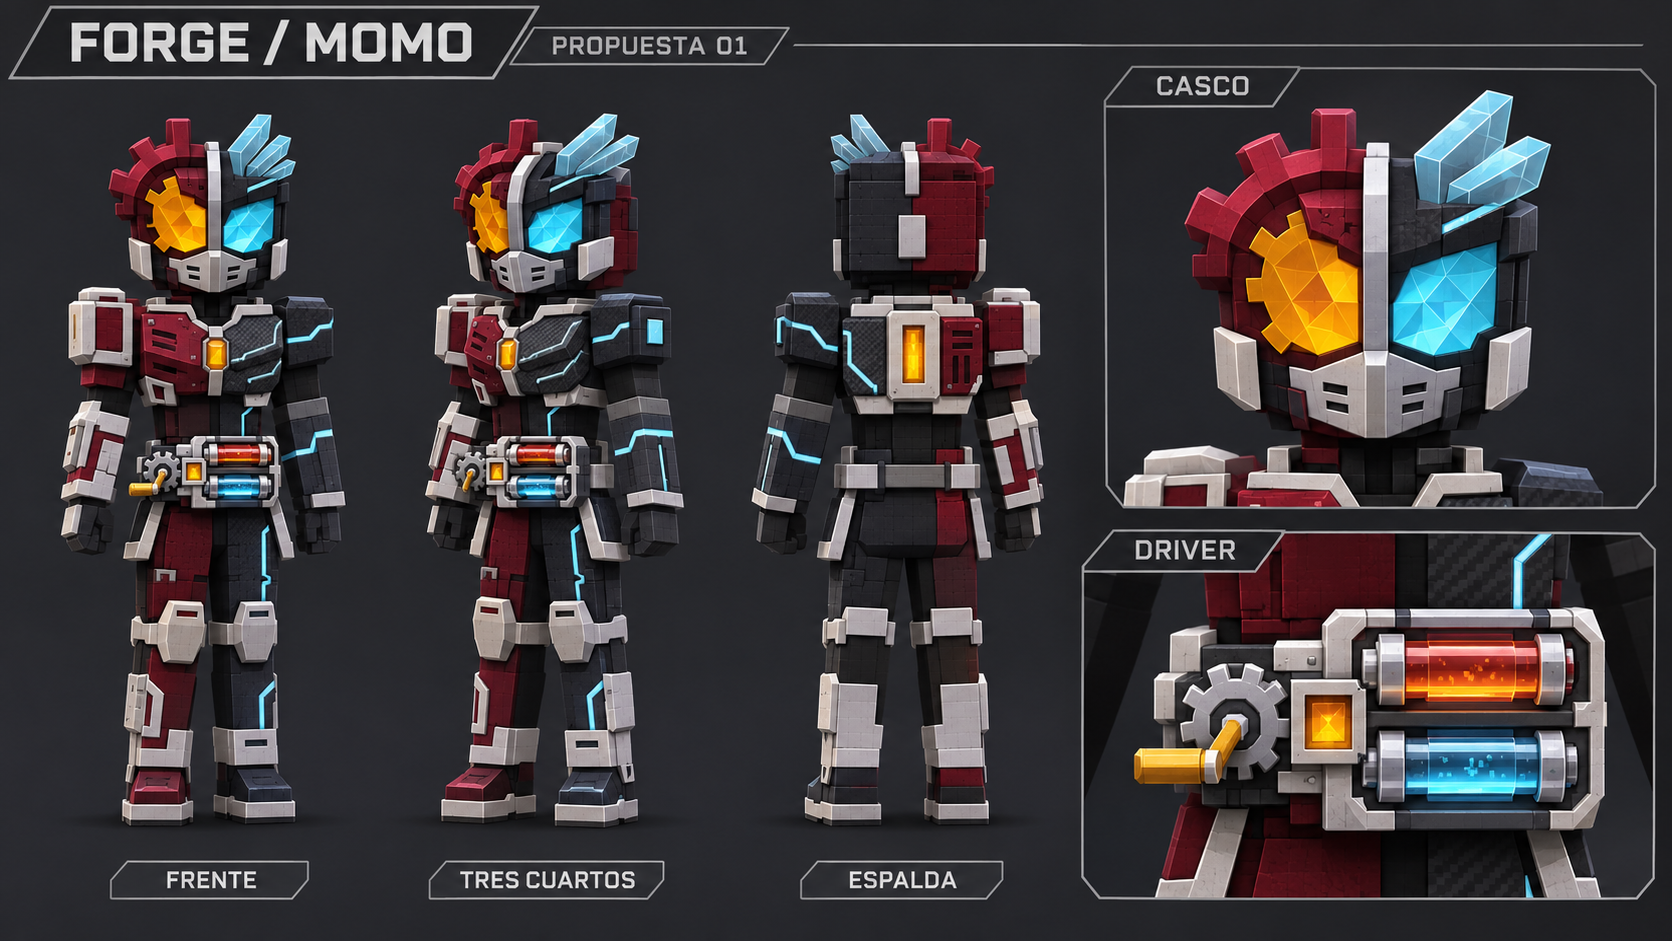 FORGE / MOMO
PROPUESTA 01
CASCO
DRIVER
FRENTE
TRES CUARTOS
ESPALDA